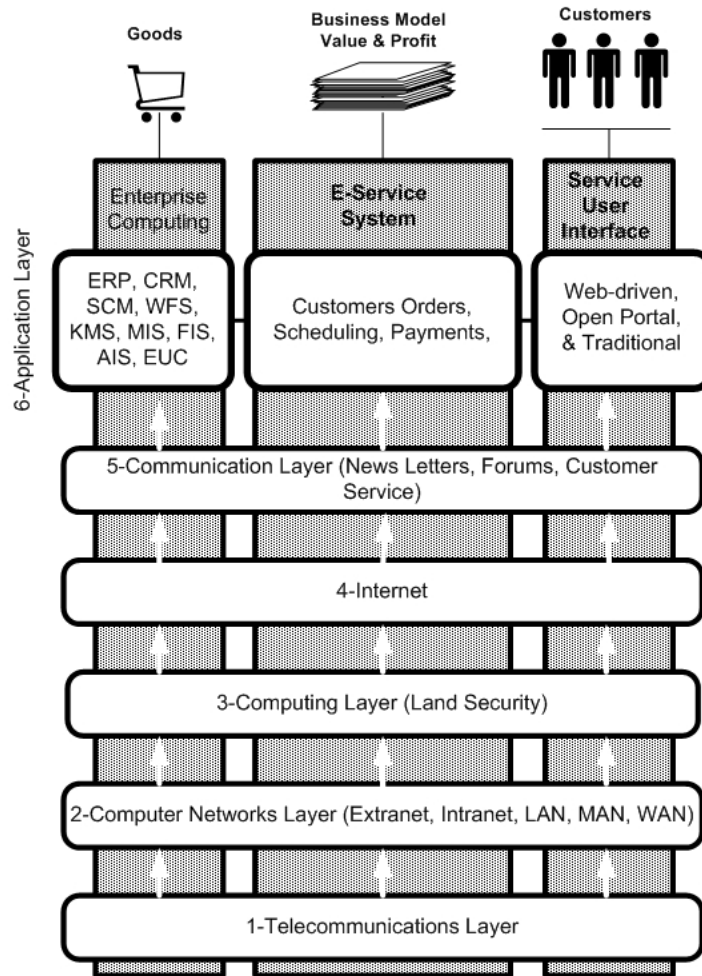 Goods
Business Model
Value & Profit
Customers
Enterprise
Computing
E-Service
System
Service
User
Interface
6-Application Layer
ERP, CRM,
SCM, WFS,
KMS, MIS, FIS,
AIS, EUC
Customers Orders,
Scheduling, Payments,
Web-driven,
Open Portal,
& Traditional
5-Communication Layer (News Letters, Forums, Customer
Service)
4-Internet
3-Computing Layer (Land Security)
2-Computer Networks Layer (Extranet, Intranet, LAN, MAN, WAN)
1-Telecommunications Layer